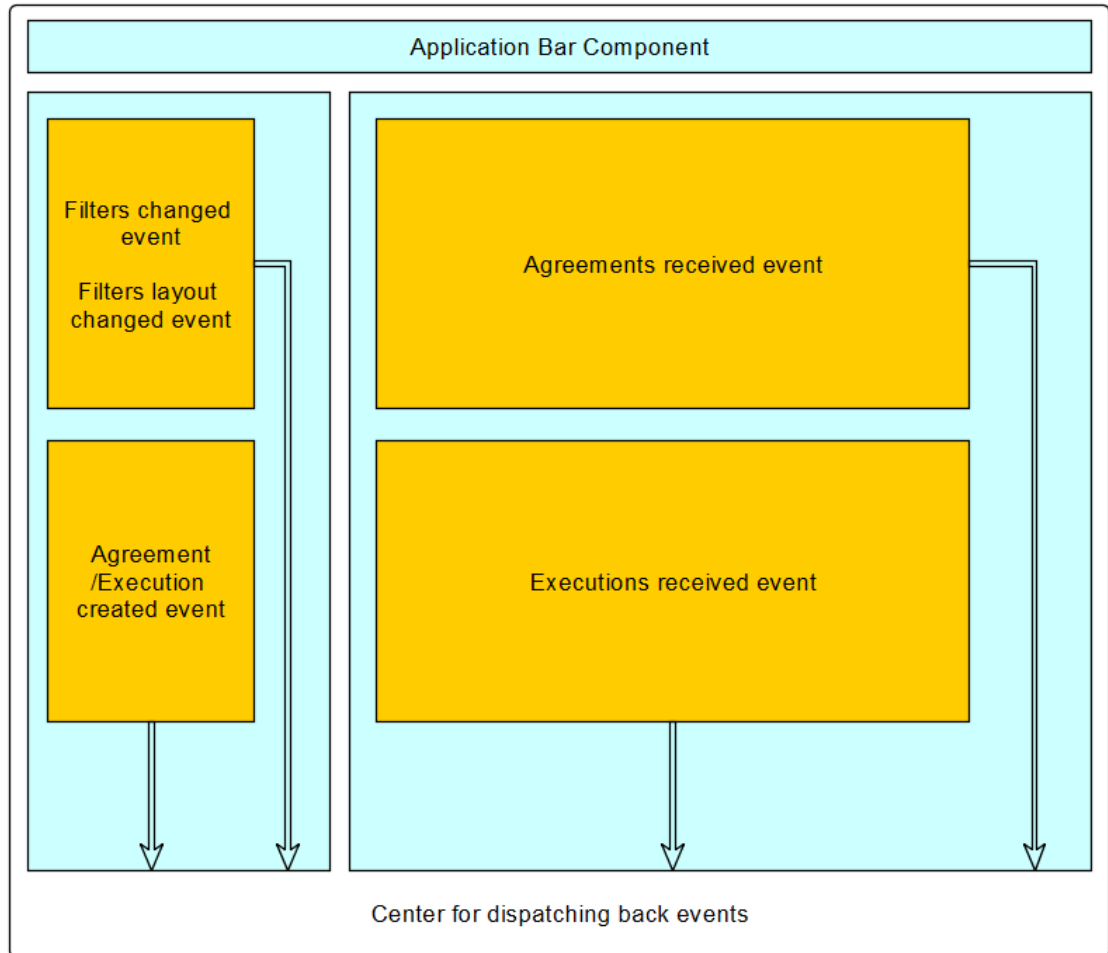 Application Bar Component
Filters changed
event
Filters layout
changed event
Agreements received event
Agreement
/Execution
created event
Executions received event
Center for dispatching back events